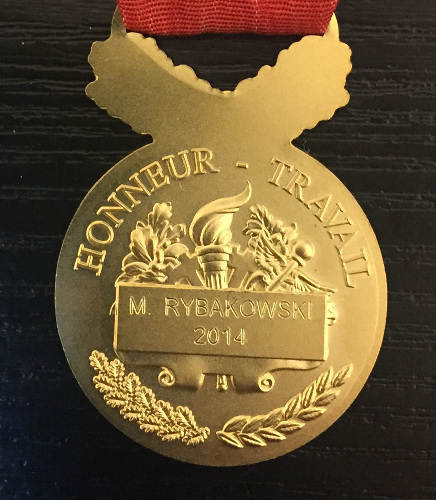 HONNEUR - TRAVAIL
M. RYBAKOWSKI
2014